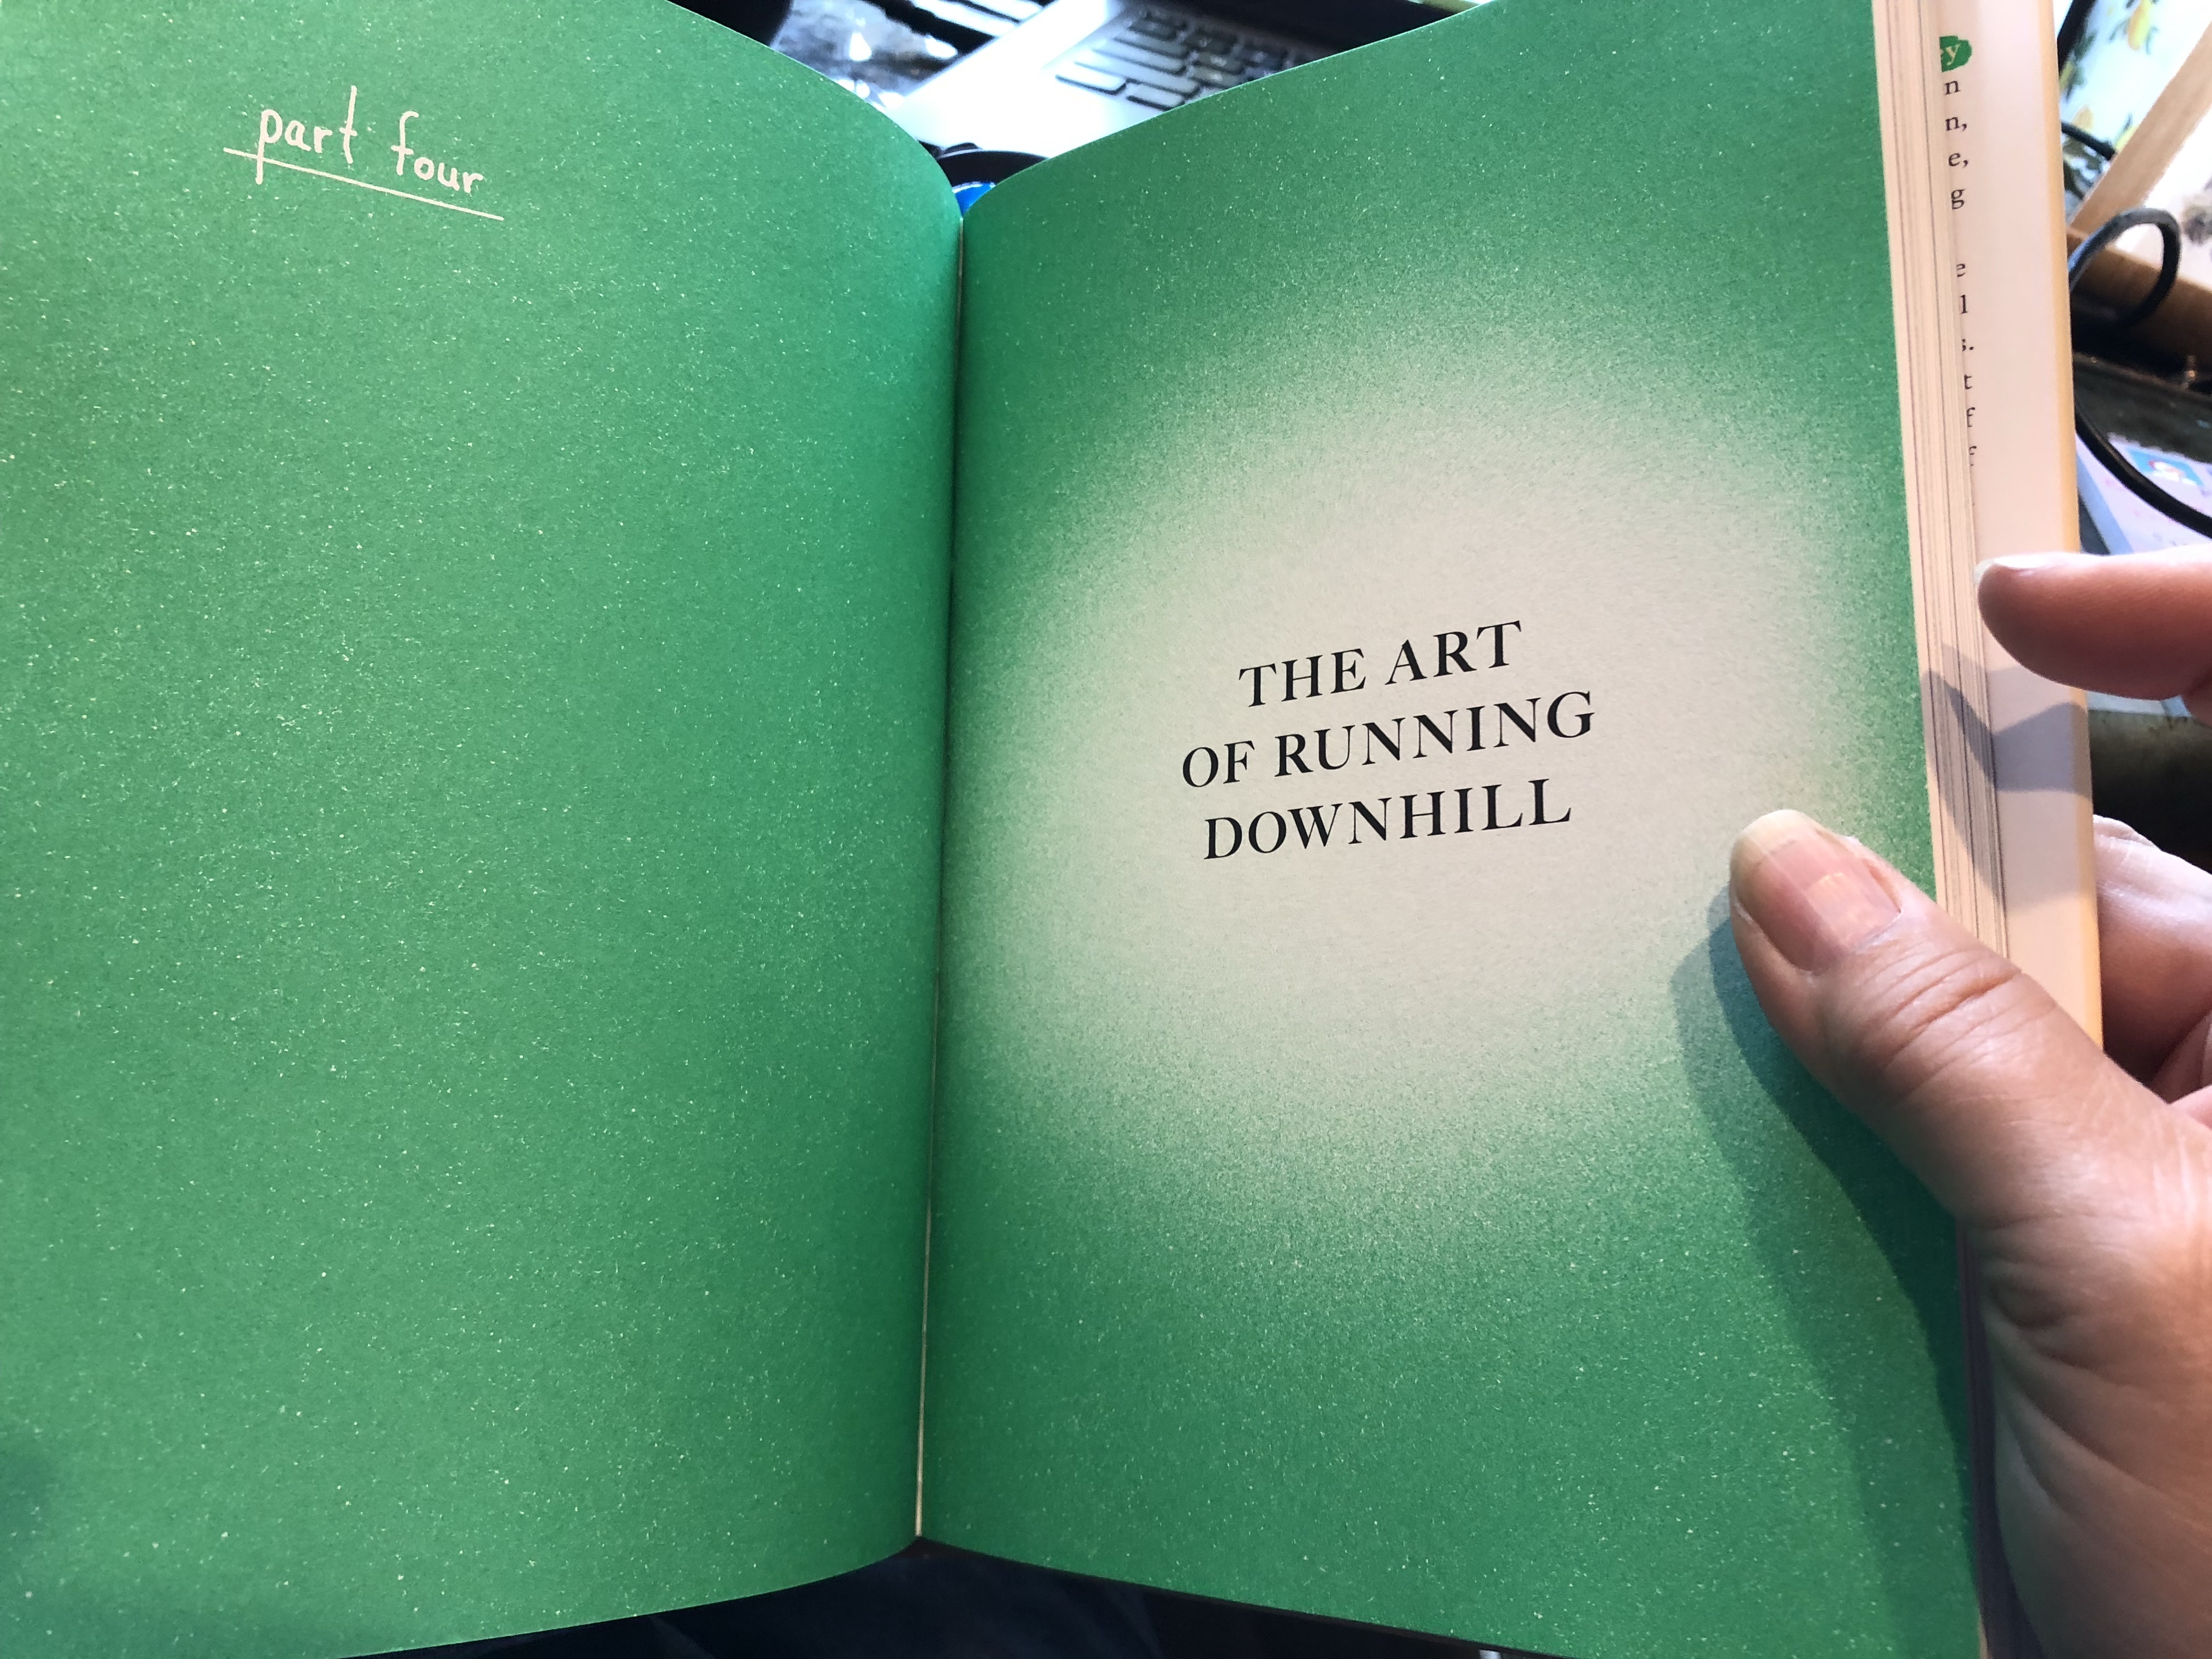 part four
THE ART
OF RUNNING
DOWNHILL
y
n
n,
e,
g
e
l
s.
t
f
f